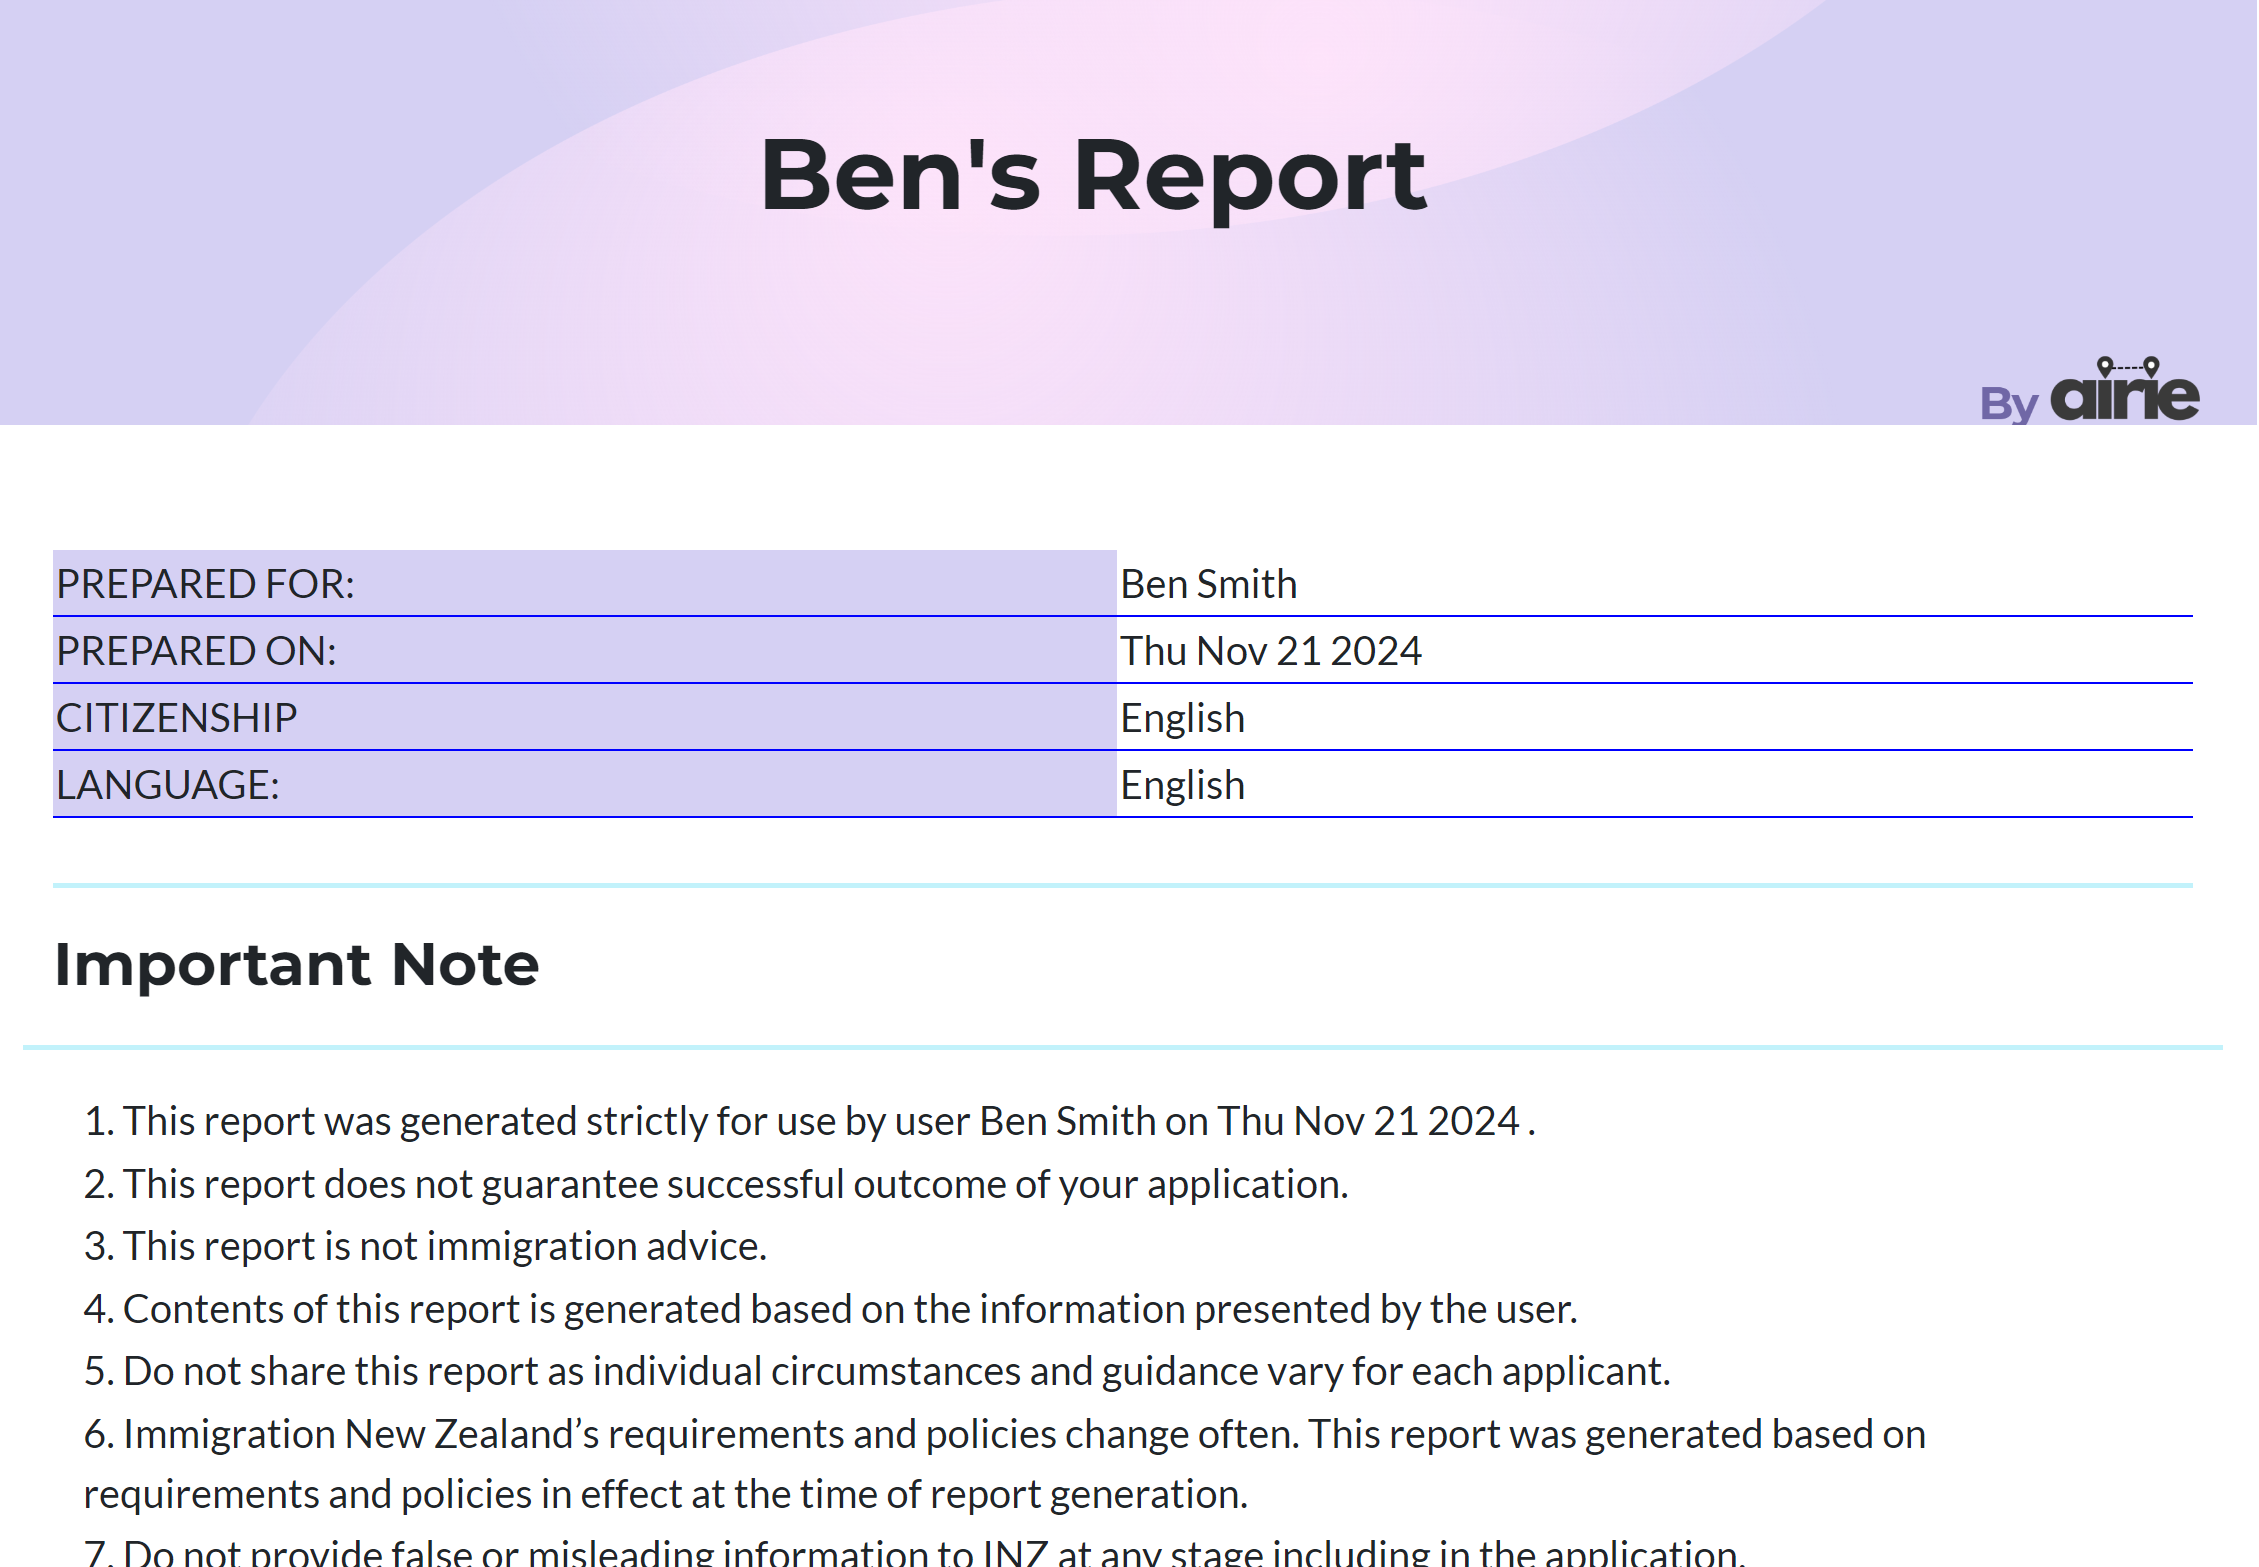 Ben's Report
By airie
PREPARED FOR: Ben Smith
PREPARED ON: Thu Nov 21 2024
CITIZENSHIP English
LANGUAGE: English
Important Note
1. This report was generated strictly for use by user Ben Smith on Thu Nov 21 2024 .
2. This report does not guarantee successful outcome of your application.
3. This report is not immigration advice.
4. Contents of this report is generated based on the information presented by the user.
5. Do not share this report as individual circumstances and guidance vary for each applicant.
6. Immigration New Zealand’s requirements and policies change often. This report was generated based on
requirements and policies in effect at the time of report generation.
7. Do not provide false or misleading information to INZ at any stage including in the application.